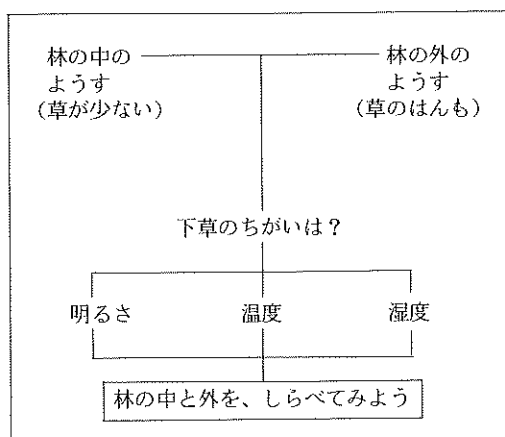 林の中の
ようす
(草が少ない)
林の外の
ようす
(草のはんも)
下草のちがいは?
明るさ
温度
湿度
林の中と外を、しらべてみよう